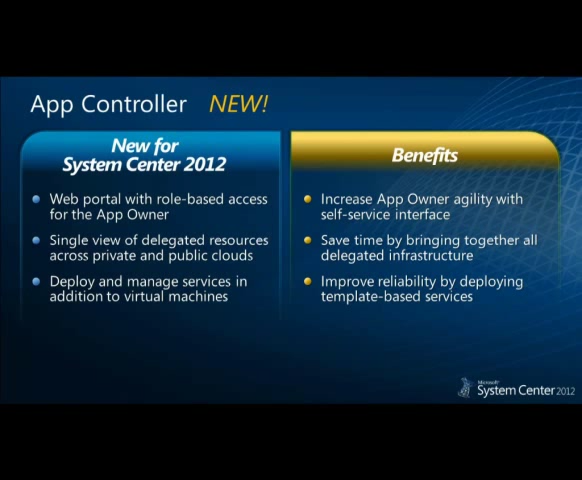 App Controller NEW!
New for
System Center 2012
Web portal with role-based access
for the App Owner
Single view of delegated resources
across private and public clouds
Deploy and manage services in
addition to virtual machines
Benefits
Increase App Owner agility with
self-service interface
Save time by bringing together all
delegated infrastructure
Improve reliability by deploying
template-based services
Microsoft
System Center 2012